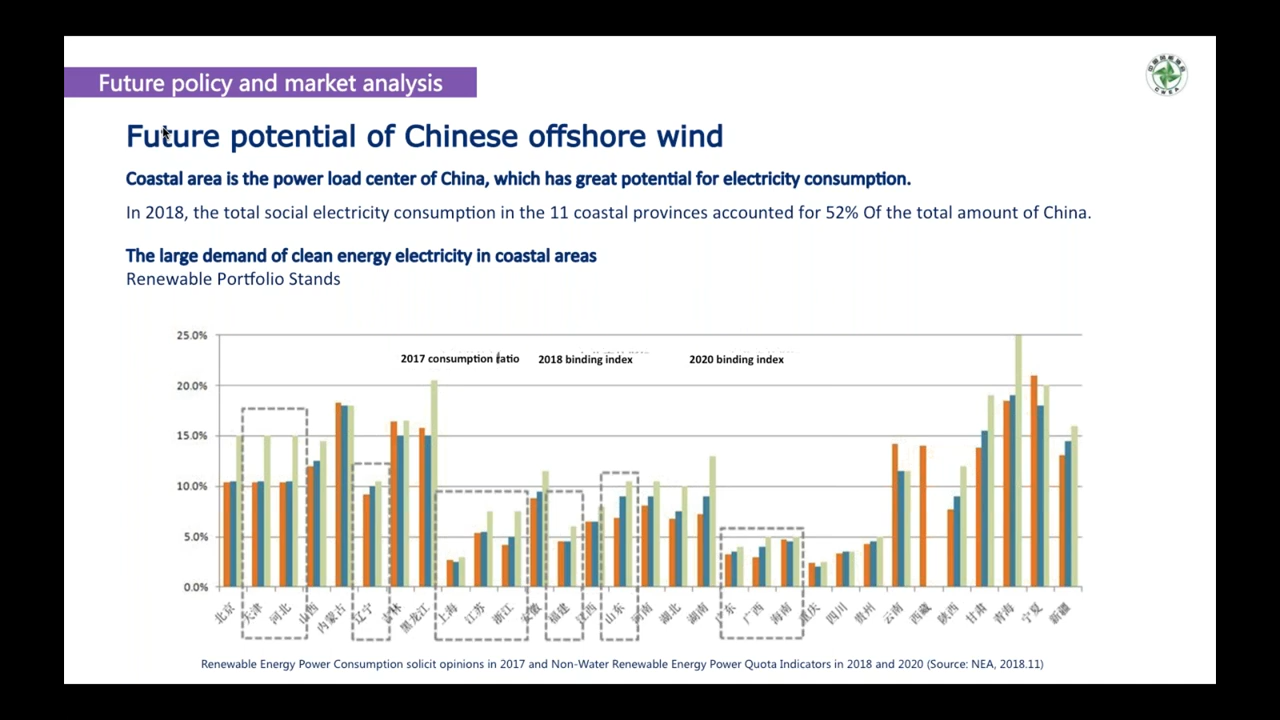 Future policy and market analysis
Future potential of Chinese offshore wind
Coastal area is the power load center of China, which has great potential for electricity consumption.
In 2018, the total social electricity consumption in the 11 coastal provinces accounted for 52% Of the total amount of China.
The large demand of clean energy electricity in coastal areas
Renewable Portfolio Stands
2017 consumption ratio 2018 binding index 2020 binding index
25.0%
20.0%
15.0%
10.0%
5.0%
0.0%
北京 天津 河北 山西 内蒙古 辽宁 吉林 黑龙江 上海 江苏 浙江 安徽 福建 江西 山东 河南 湖北 湖南 广东 广西 海南 重庆 四川 贵州 云南 西藏 陕西 甘肃 青海 宁夏 新疆
Renewable Energy Power Consumption solicit opinions in 2017 and Non-Water Renewable Energy Power Quota Indicators in 2018 and 2020 (Source: NEA, 2018.11)